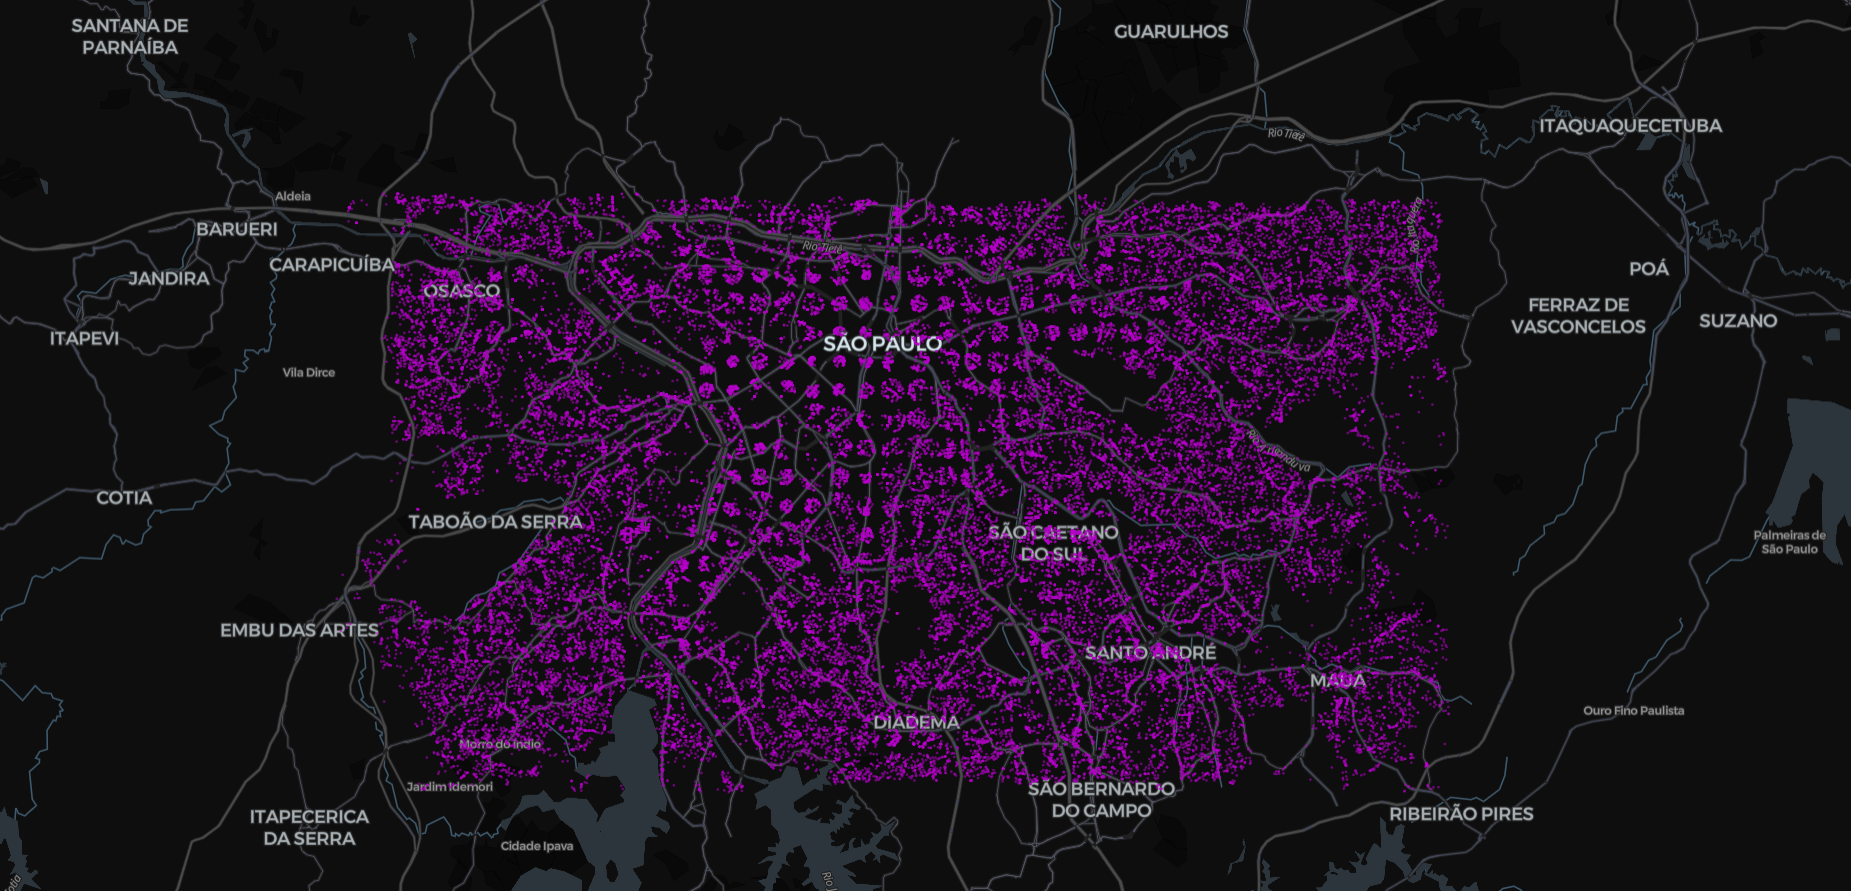 SANTANA DE
PARNAÍBA
GUARULHOS
ITAQUAQUECETUBA
Rio Tietê
Aldeia
BARUERI
Rio Tietê
CARAPICUÍBA
JANDIRA
POÁ
OSASCO
FERRAZ DE
VASCONCELOS
SUZANO
ITAPEVI
SÃO PAULO
Vila Dirce
COTIA
TABOÃO DA SERRA
SÃO CAETANO
DO SUL
Palmeiras de
São Paulo
EMBU DAS ARTES
SANTO ANDRÉ
MAUÁ
Ouro Fino Paulista
DIADEMA
Morro do Índio
Jardim Idemori
SÃO BERNARDO
DO CAMPO
RIBEIRÃO PIRES
ITAPECERICA
DA SERRA
Cidade Ipava